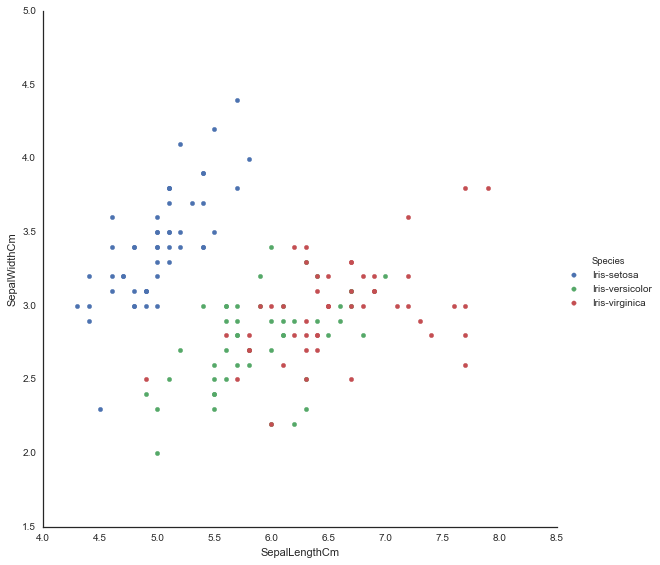 5.0
4.5
4.0
3.5
3.0
2.5
2.0
1.5
SepalWidthCm
4.0 4.5 5.0 5.5 6.0 6.5 7.0 7.5 8.0 8.5
SepalLengthCm
Species
Iris-setosa
Iris-versicolor
Iris-virginica